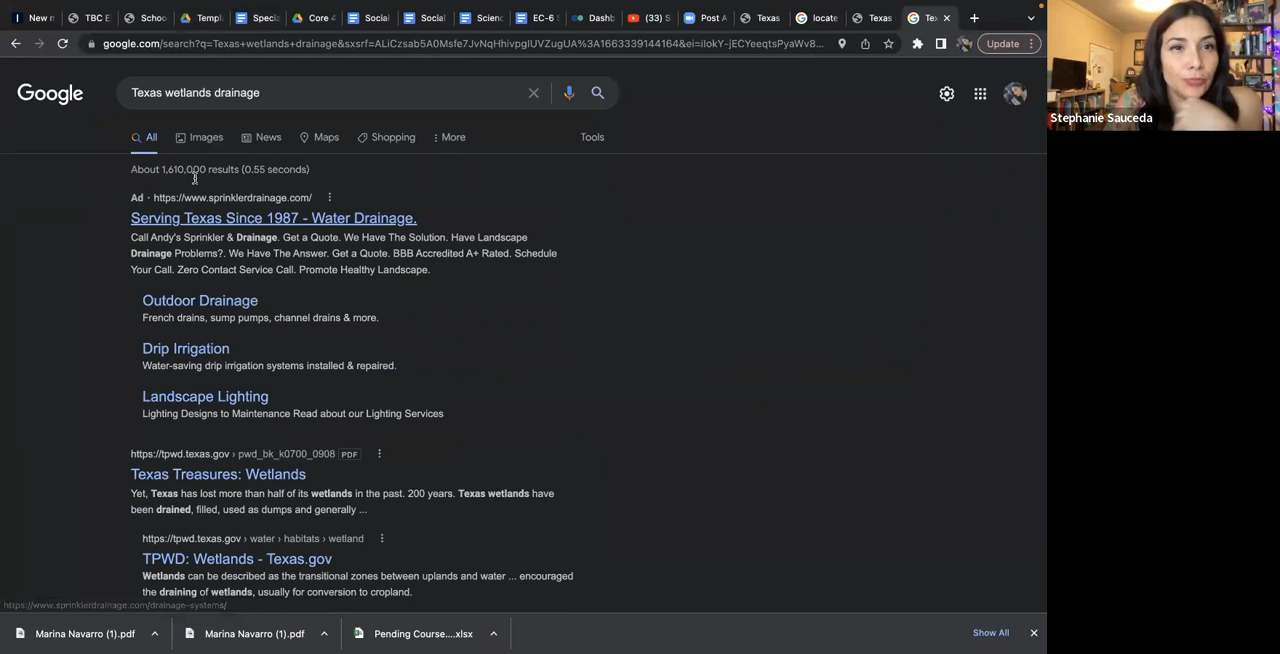 New n
TBC E
Schoo
Templ
Specia
Core 4
Social
Social
Scienc
EC-6 S
Dashb
(33) S
Post A
Texas
locate
Texas
Te
google.com/search?q=Texas+wetlands+drainage&sxsrf=ALiCzsab5A0Msfe7JvNqHhivpgIUVZugUA%3A1663339144164&ei=iIokY-jECYeeqtsPyaWv8...
Update
Google
Texas wetlands drainage
All
Images
News
Maps
Shopping
More
Tools
About 1,610,000 results (0.55 seconds)
Ad · https://www.sprinklerdrainage.com/
Serving Texas Since 1987 - Water Drainage.
Call Andy's Sprinkler & Drainage. Get a Quote. We Have The Solution. Have Landscape
Drainage Problems?. We Have The Answer. Get a Quote. BBB Accredited A+ Rated. Schedule
Your Call. Zero Contact Service Call. Promote Healthy Landscape.
Outdoor Drainage
French drains, sump pumps, channel drains & more.
Drip Irrigation
Water-saving drip irrigation systems installed & repaired.
Landscape Lighting
Lighting Designs to Maintenance Read about our Lighting Services
https://tpwd.texas.gov › pwd_bk_k0700_0908 PDF
Texas Treasures: Wetlands
Yet, Texas has lost more than half of its wetlands in the past. 200 years. Texas wetlands have
been drained, filled, used as dumps and generally ...
https://tpwd.texas.gov › water › habitats › wetland
TPWD: Wetlands - Texas.gov
Wetlands can be described as the transitional zones between uplands and water ... encouraged
the draining of wetlands, usually for conversion to cropland.
https://www.sprinklerdrainage.com/drainage-systems/
Marina Navarro (1).pdf
Marina Navarro (1).pdf
Pending Course....xlsx
Show All
Stephanie Sauceda